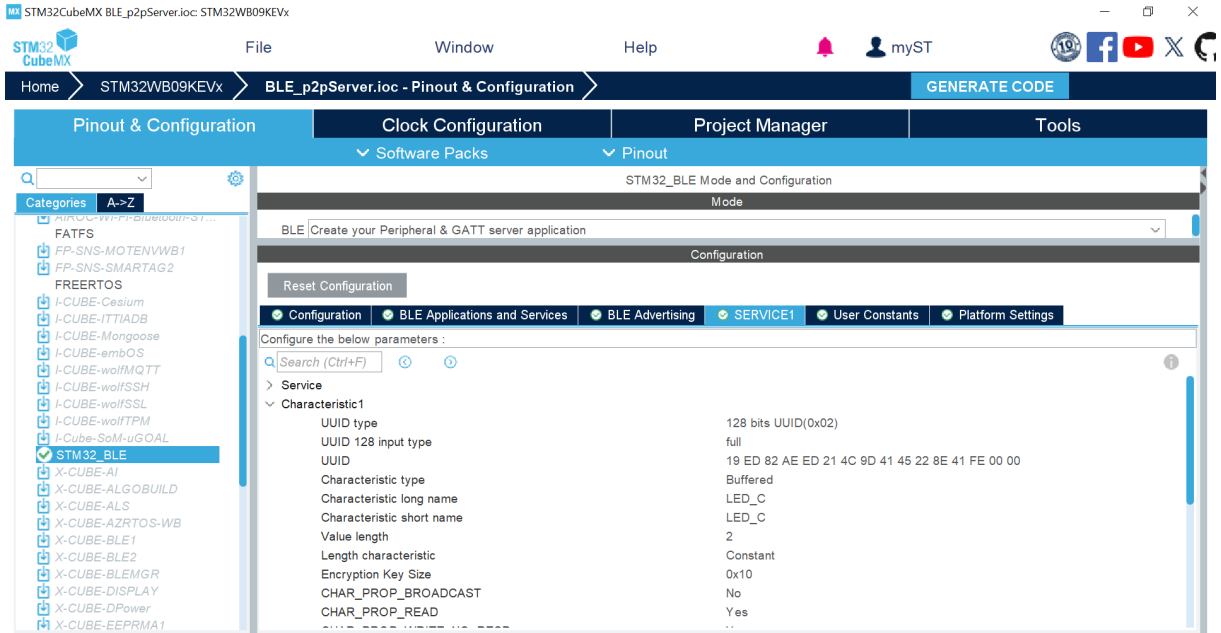 MX STM32CubeMX BLE_p2pServer.ioc: STM32WB09KEVx
STM32 CubeMX File Window Help 10 myST
Home STM32WB09KEVx BLE_p2pServer.ioc - Pinout & Configuration GENERATE CODE
Pinout & Configuration Clock Configuration Project Manager Tools
Software Packs Pinout
STM32_BLE Mode and Configuration
Mode
BLE Create your Peripheral & GATT server application
Configuration
Reset Configuration
Configuration BLE Applications and Services BLE Advertising SERVICE1 User Constants Platform Settings
Configure the below parameters :
Search (Ctrl+F)
Service
Characteristic1
UUID type 128 bits UUID(0x02)
UUID 128 input type full
UUID 19 ED 82 AE ED 21 4C 9D 41 45 22 8E 41 FE 00 00
Characteristic type Buffered
Characteristic long name LED_C
Characteristic short name LED_C
Value length 2
Length characteristic Constant
Encryption Key Size 0x10
CHAR_PROP_BROADCAST No
CHAR_PROP_READ Yes
Categories A->Z
AIROC-Wi-Fi-Bluetooth-ST...
FATFS
FP-SNS-MOTENVWB1
FP-SNS-SMARTAG2
FREERTOS
I-CUBE-Cesium
I-CUBE-ITTIADB
I-CUBE-Mongoose
I-CUBE-embOS
I-CUBE-wolfMQTT
I-CUBE-wolfSSH
I-CUBE-wolfSSL
I-CUBE-wolfTPM
I-Cube-SoM-uGOAL
STM32_BLE
X-CUBE-AI
X-CUBE-ALGOBUILD
X-CUBE-ALS
X-CUBE-AZRTOS-WB
X-CUBE-BLE1
X-CUBE-BLE2
X-CUBE-BLEMGR
X-CUBE-DISPLAY
X-CUBE-DPower
X-CUBE-EEPRMA1